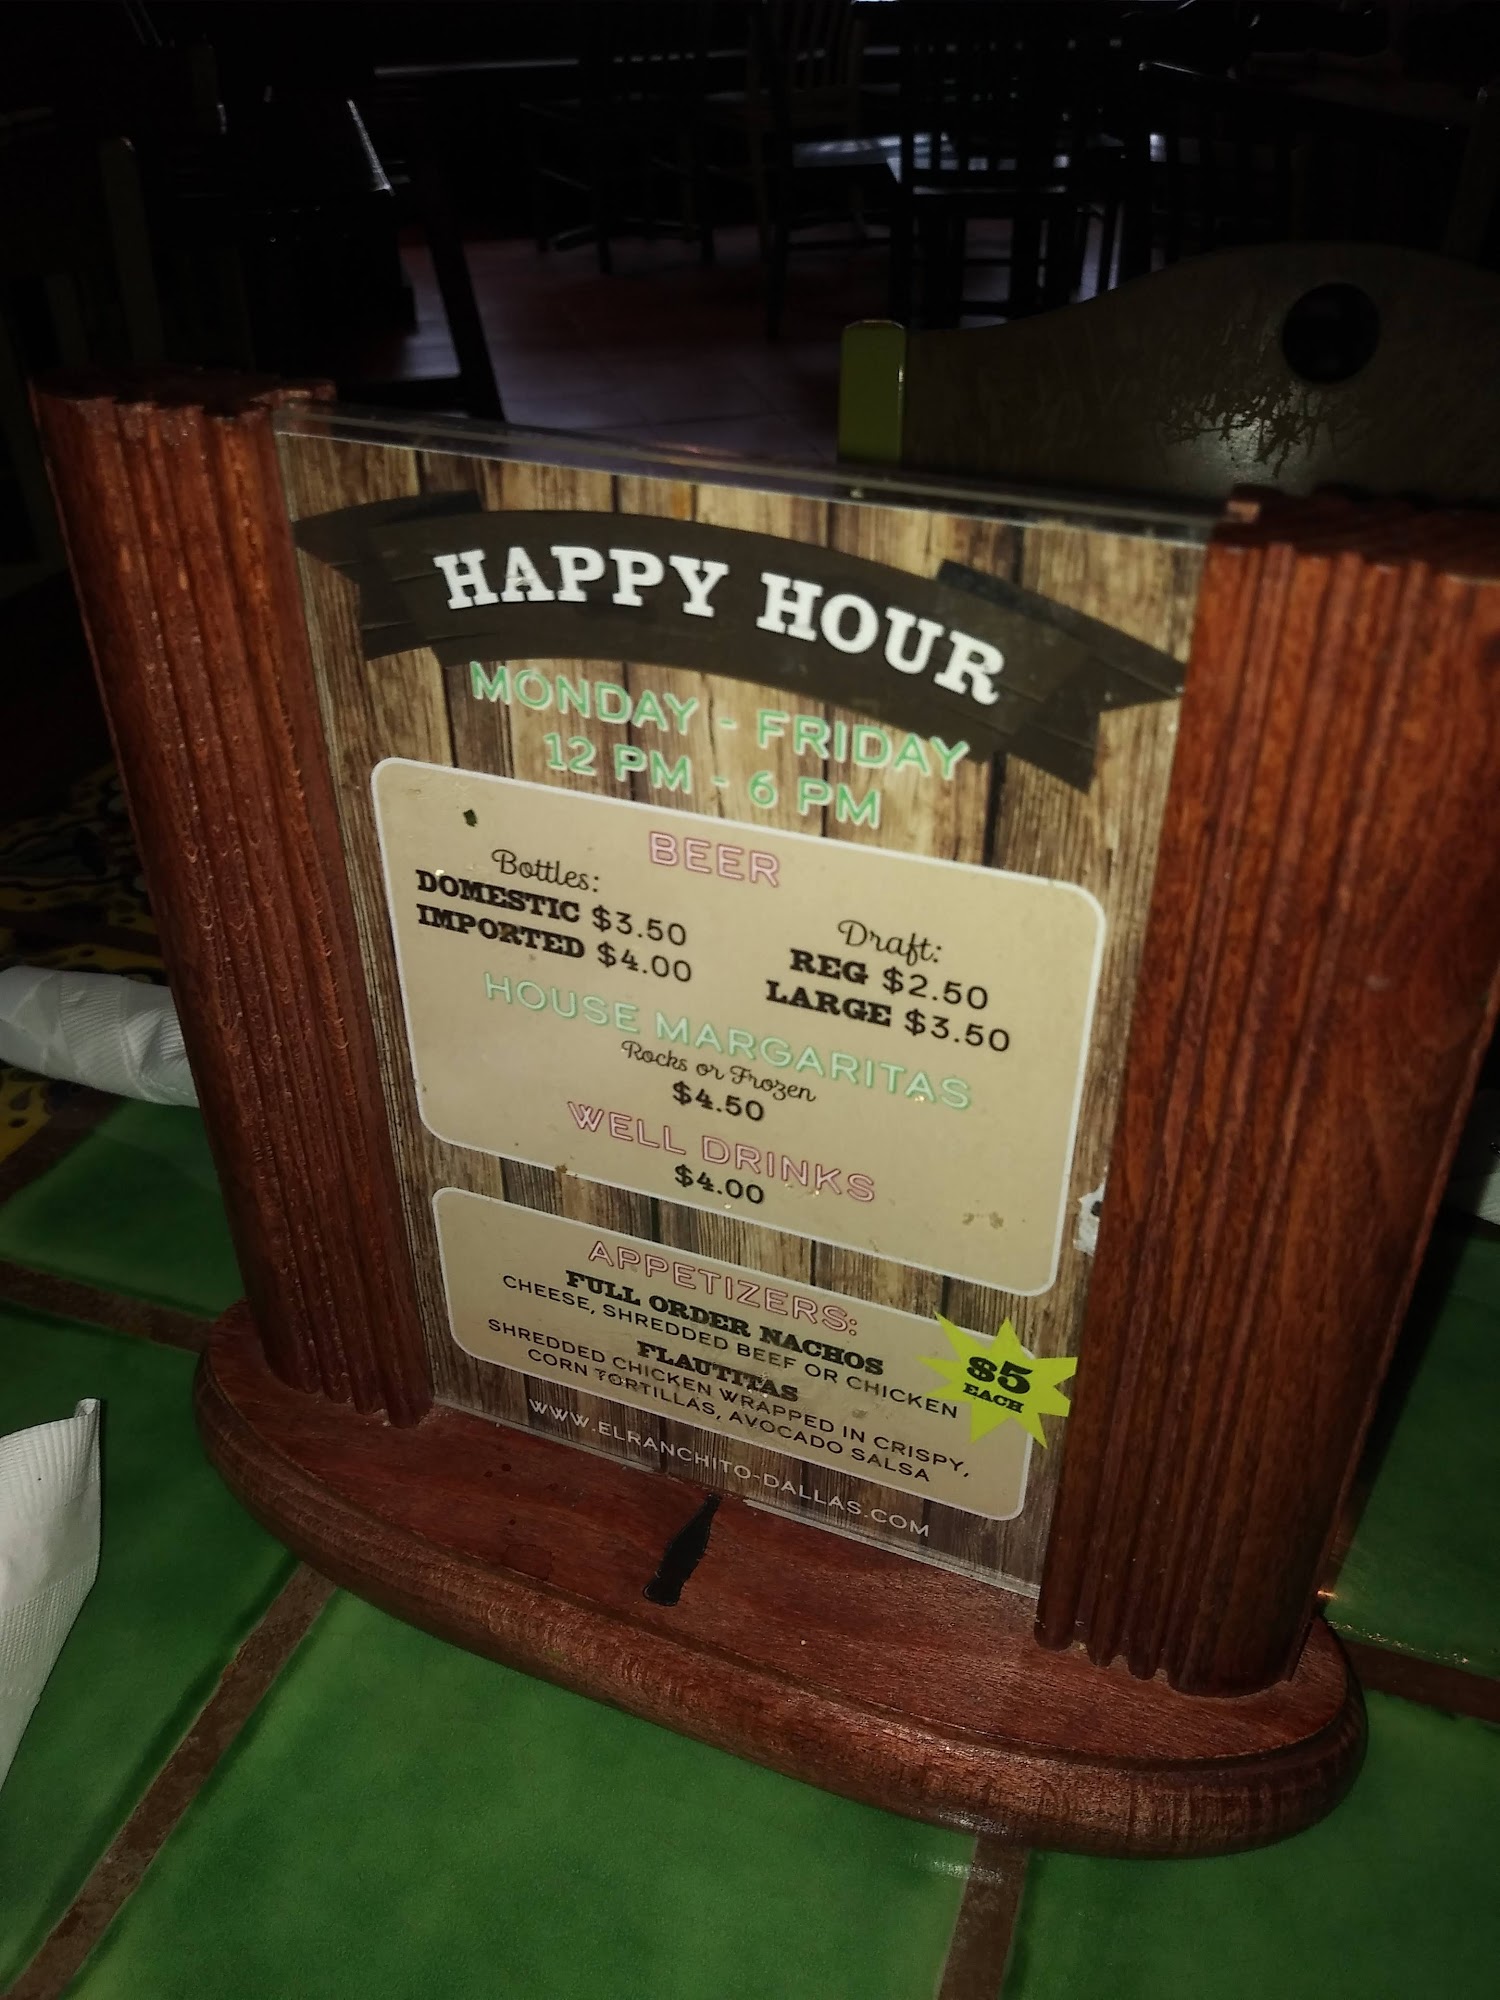 HAPPY HOUR
MONDAY - FRIDAY
12 PM - 6 PM
BEER
Bottles:
DOMESTIC $3.50
IMPORTED $4.00
Draft:
REG $2.50
LARGE $3.50
HOUSE MARGARITAS
Rocks or Frozen
$4.50
WELL DRINKS
$4.00
APPETIZERS:
FULL ORDER NACHOS
CHEESE, SHREDDED BEEF OR CHICKEN
FLAUTITAS
SHREDDED CHICKEN WRAPPED IN CRISPY,
CORN TORTILLAS, AVOCADO SALSA
$5
EACH
WWW.ELRANCHITO-DALLAS.COM